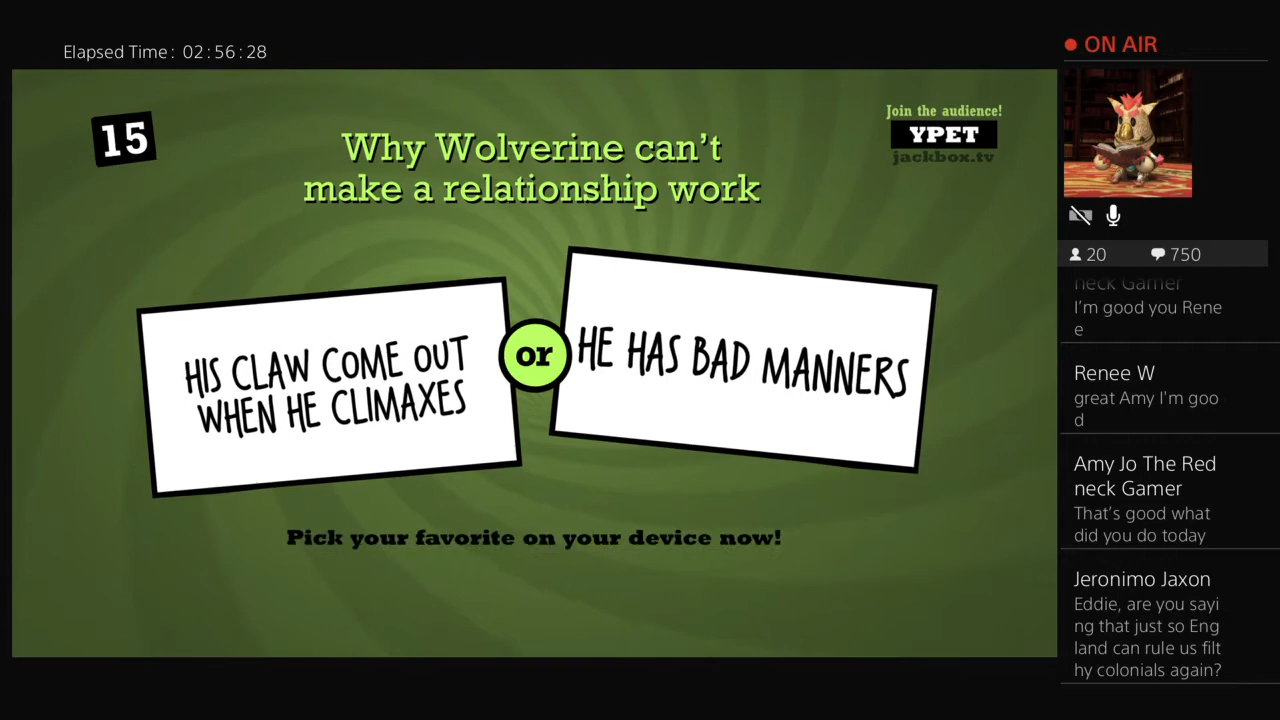 Elapsed Time: 02:56:28
ON AIR
15
Why Wolverine can't
make a relationship work
Join the audience!
YPET
jackbox.tv
HIS CLAW COME OUT
WHEN HE CLIMAXES
or
HE HAS BAD MANNERS
Pick your favorite on your device now!
20
750
neck Gamer
I'm good you Rene
e
Renee W
great Amy I'm goo
d
Amy Jo The Red
neck Gamer
That's good what
did you do today
Jeronimo Jaxon
Eddie, are you sayi
ng that just so Eng
land can rule us filt
hy colonials again?